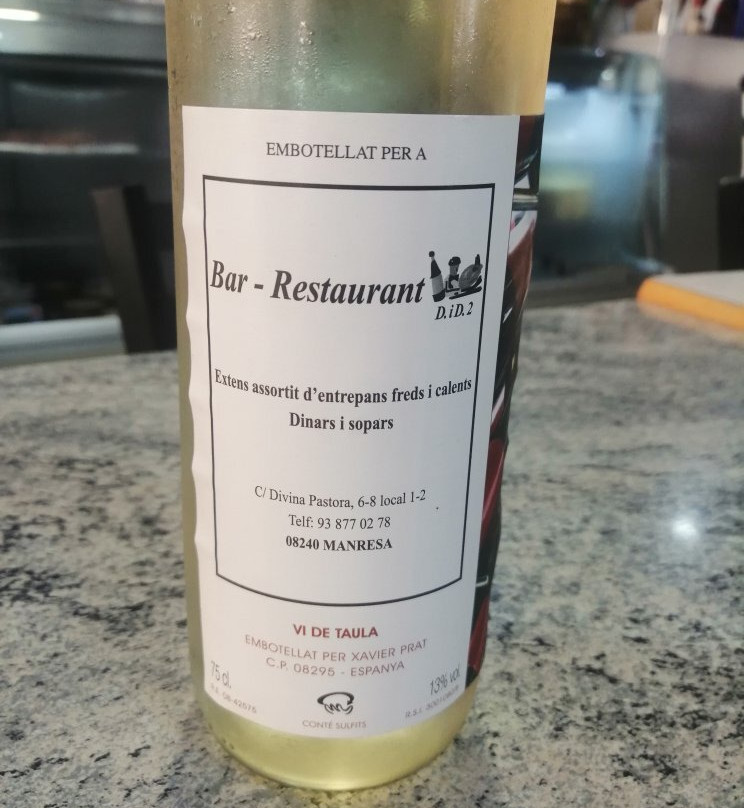 EMBOTELLAT PER A
Bar - Restaurant
D. i D. 2
Extens assortit d'entrepans freds i calents
Dinars i sopars
C/ Divina Pastora, 6-8 local 1-2
Telf: 93 877 02 78
08240 MANRESA
VI DE TAULA
EMBOTELLAT PER XAVIER PRAT
C.P. 08295 - ESPANYA
75 cl.
13% vol.
CONTÉ SULFITS